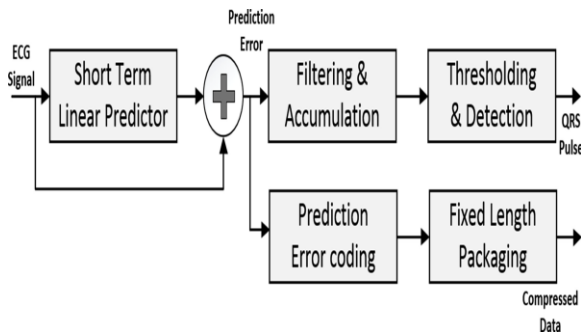 ECG
Signal
Short Term
Linear Predictor
Prediction
Error
Filtering &
Accumulation
Thresholding
& Detection
QRS
Pulse
Prediction
Error coding
Fixed Length
Packaging
Compressed
Data